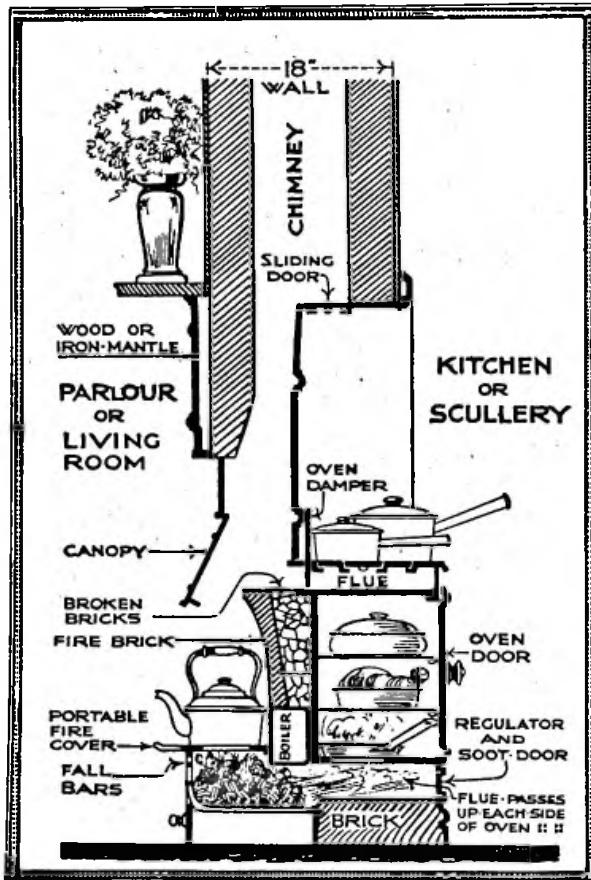 18"
WALL
CHIMNEY
SLIDING
DOOR
WOOD OR
IRON·MANTLE
PARLOUR
OR
LIVING
ROOM
KITCHEN
OR
SCULLERY
OVEN
DAMPER
CANOPY
FLUE
BROKEN
BRICKS
FIRE BRICK
OVEN
DOOR
PORTABLE
FIRE
COVER
BOILER
REGULATOR
AND
SOOT·DOOR
FALL
BARS
BRICK
FLUE·PASSES
UP·EACH·SIDE
OF OVEN :: ::